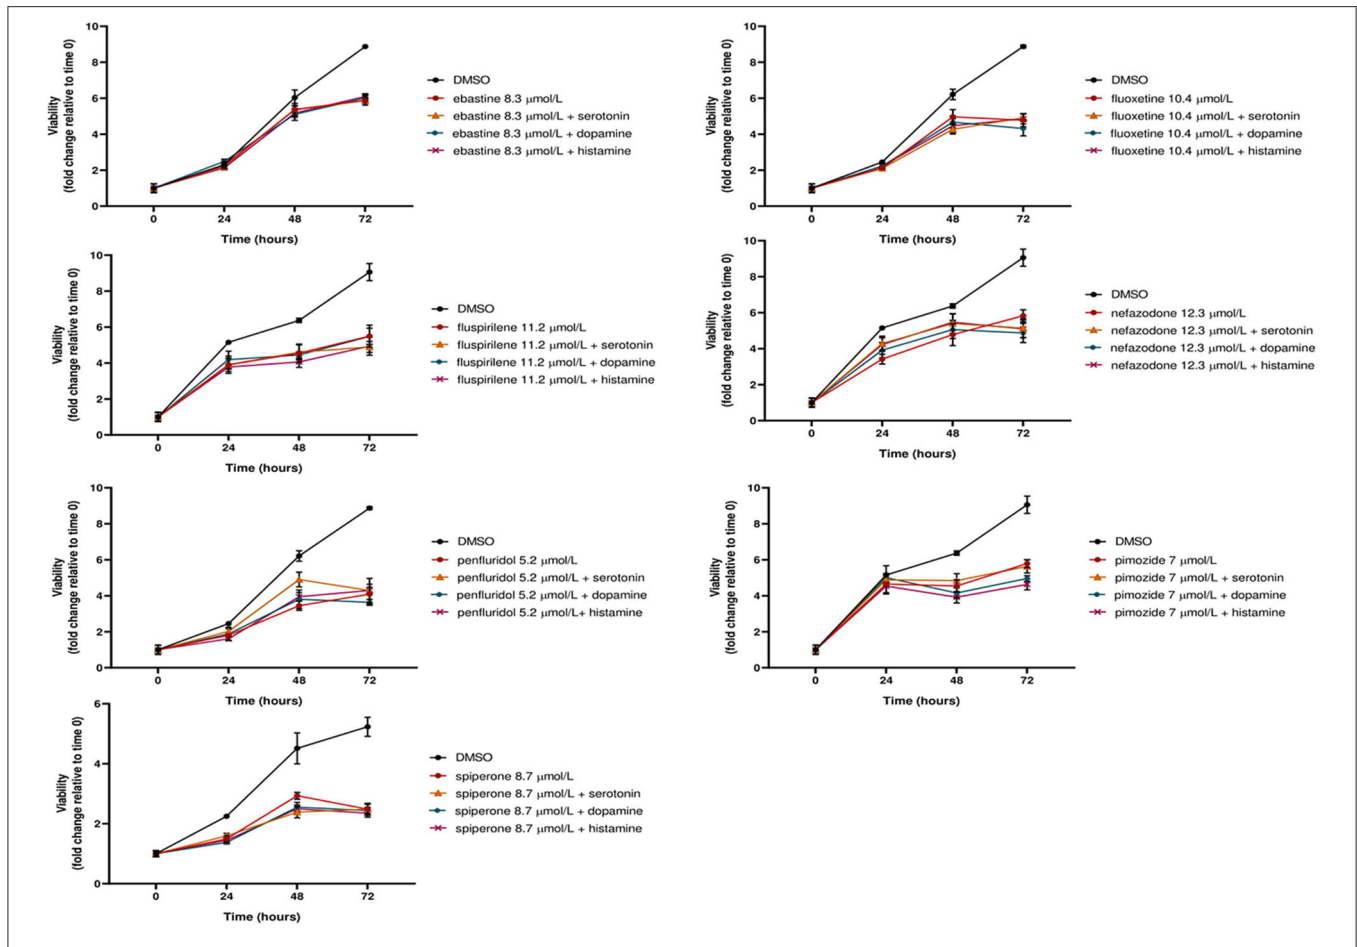 Viability
(fold change relative to time 0)
10
8
6
4
2
0
0 24 48 72
Time (hours)
DMSO
ebastine 8.3 μmol/L
ebastine 8.3 μmol/L + serotonin
ebastine 8.3 μmol/L + dopamine
ebastine 8.3 μmol/L + histamine
Viability
(fold change relative to time 0)
10
8
6
4
2
0
0 24 48 72
Time (hours)
DMSO
fluoxetine 10.4 μmol/L
fluoxetine 10.4 μmol/L + serotonin
fluoxetine 10.4 μmol/L + dopamine
fluoxetine 10.4 μmol/L + histamine
Viability
(fold change relative to time 0)
10
8
6
4
2
0
0 24 48 72
Time (hours)
DMSO
fluspirilene 11.2 μmol/L
fluspirilene 11.2 μmol/L + serotonin
fluspirilene 11.2 μmol/L + dopamine
fluspirilene 11.2 μmol/L + histamine
Viability
(fold change relative to time 0)
10
8
6
4
2
0
0 24 48 72
Time (hours)
DMSO
nefazodone 12.3 μmol/L
nefazodone 12.3 μmol/L + serotonin
nefazodone 12.3 μmol/L + dopamine
nefazodone 12.3 μmol/L + histamine
Viability
(fold change relative to time 0)
10
8
6
4
2
0
0 24 48 72
Time (hours)
DMSO
penfluridol 5.2 μmol/L
penfluridol 5.2 μmol/L + serotonin
penfluridol 5.2 μmol/L + dopamine
penfluridol 5.2 μmol/L+ histamine
Viability
(fold change relative to time 0)
10
8
6
4
2
0
0 24 48 72
Time (hours)
DMSO
pimozide 7 μmol/L
pimozide 7 μmol/L + serotonin
pimozide 7 μmol/L + dopamine
pimozide 7 μmol/L + histamine
Viability
(fold change relative to time 0)
6
4
2
0
0 24 48 72
Time (hours)
DMSO
spiperone 8.7 μmol/L
spiperone 8.7 μmol/L + serotonin
spiperone 8.7 μmol/L + dopamine
spiperone 8.7 μmol/L + histamine